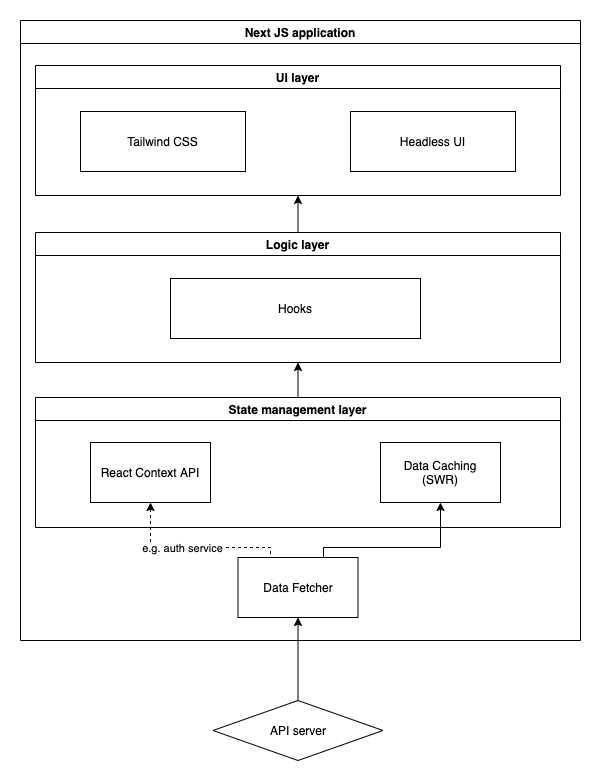 Next JS application
UI layer
Tailwind CSS
Headless UI
Logic layer
Hooks
State management layer
React Context API
Data Caching
(SWR)
e.g. auth service
Data Fetcher
API server